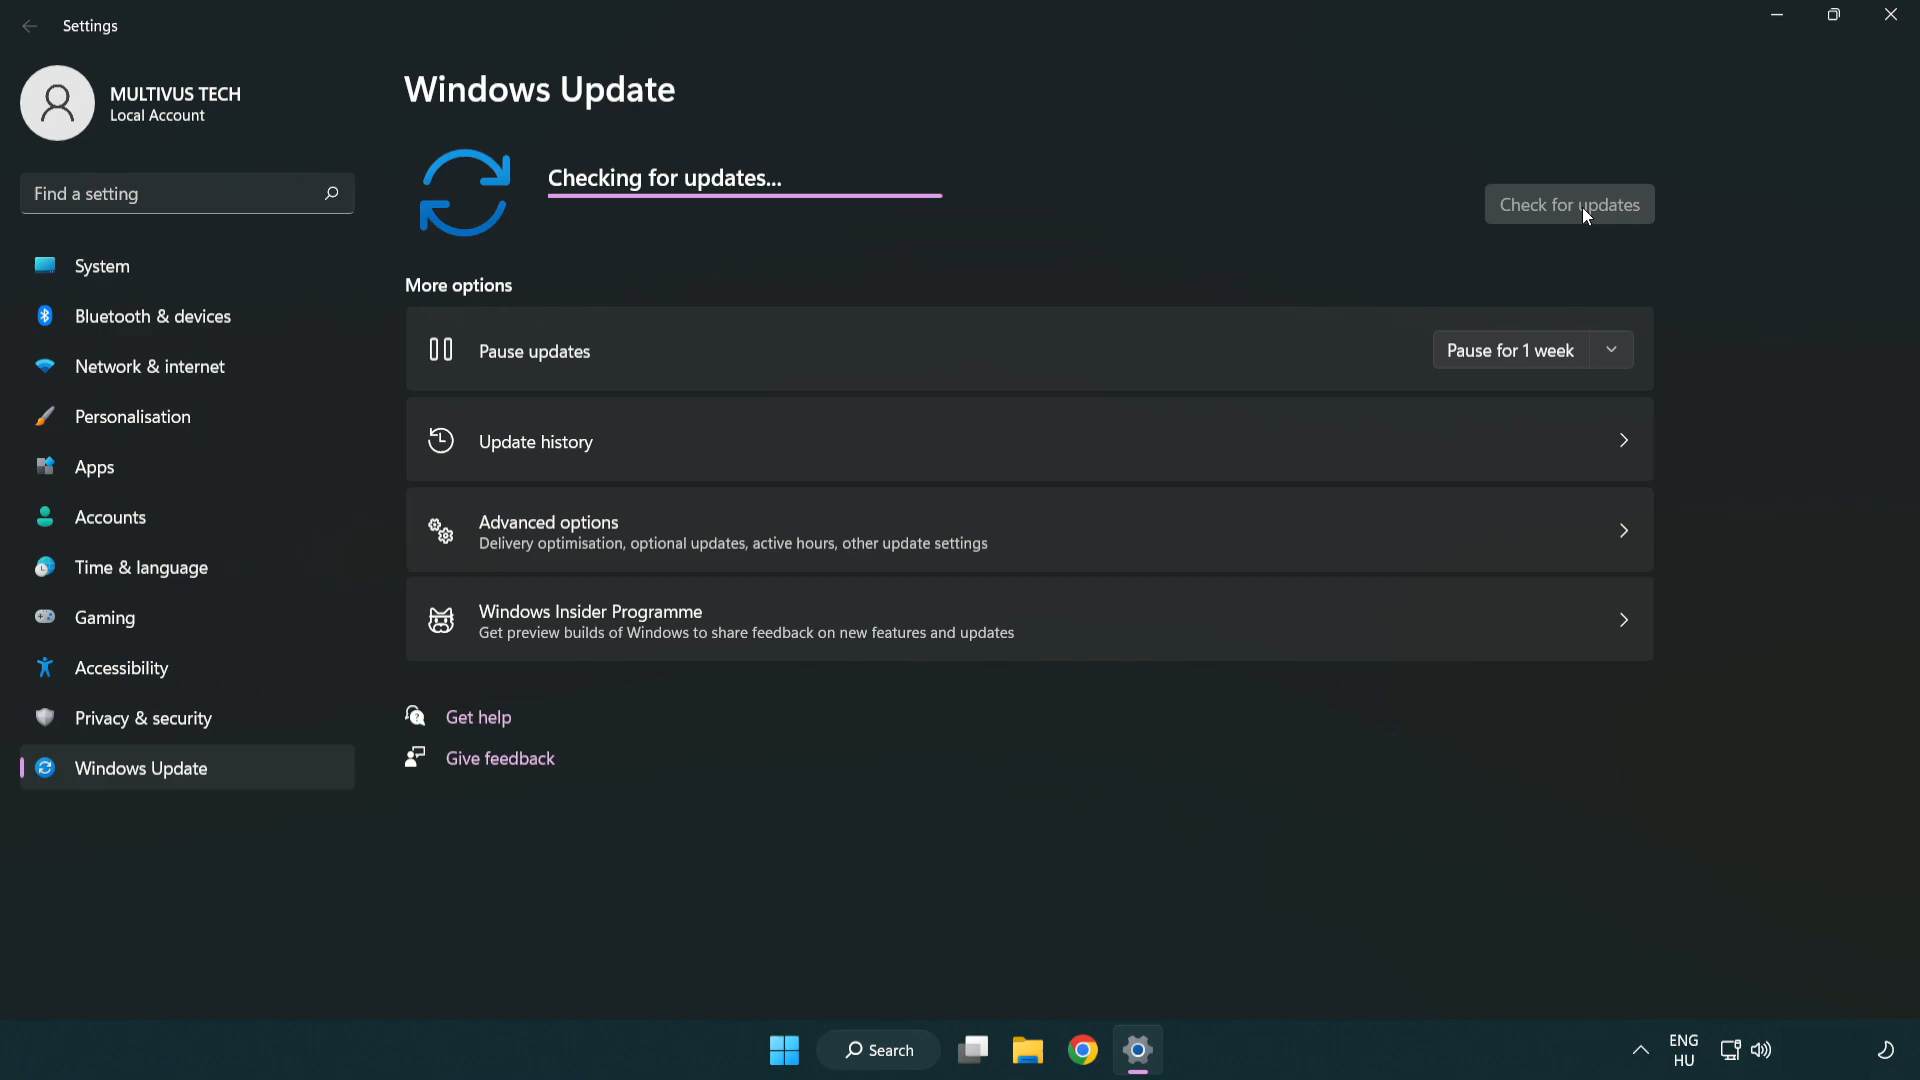 Settings
MULTIVUS TECH
Local Account
Find a setting
System
Bluetooth & devices
Network & internet
Personalisation
Apps
Accounts
Time & language
Gaming
Accessibility
Privacy & security
Windows Update
Windows Update
Checking for updates...
Check for updates
More options
Pause updates
Pause for 1 week
Update history
Advanced options
Delivery optimisation, optional updates, active hours, other update settings
Windows Insider Programme
Get preview builds of Windows to share feedback on new features and updates
Get help
Give feedback
Search
ENG
HU